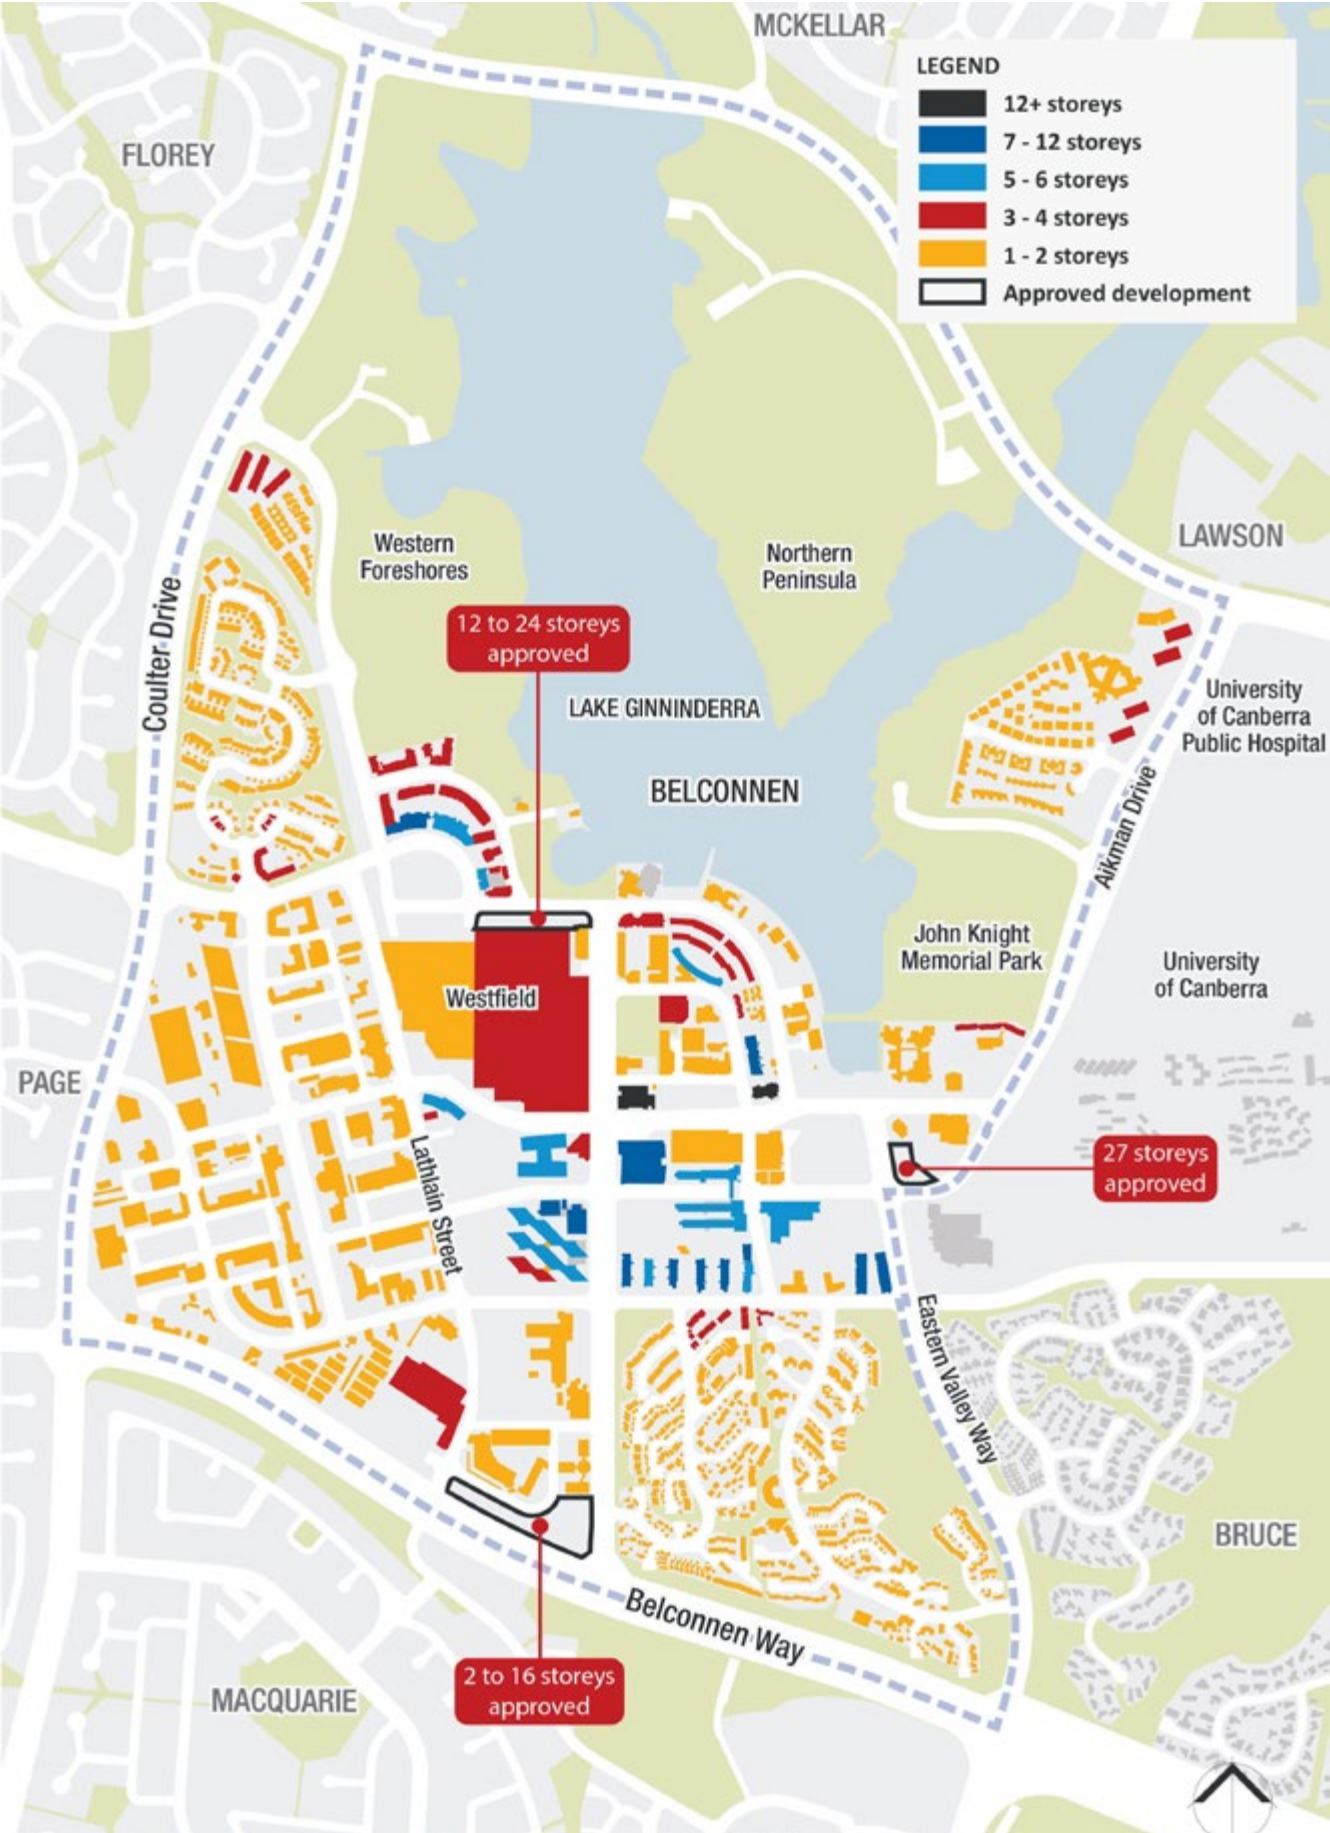 MCKELLAR
LEGEND
12+ storeys
7 - 12 storeys
5 - 6 storeys
3 - 4 storeys
1 - 2 storeys
Approved development
FLOREY
Western
Foreshores
Northern
Peninsula
LAWSON
Coulter Drive
12 to 24 storeys
approved
LAKE GINNINDERRA
University
of Canberra
Public Hospital
BELCONNEN
Aikman Drive
John Knight
Memorial Park
University
of Canberra
Westfield
PAGE
Lathlain Street
27 storeys
approved
Eastern Valley Way
BRUCE
Belconnen Way
2 to 16 storeys
approved
MACQUARIE